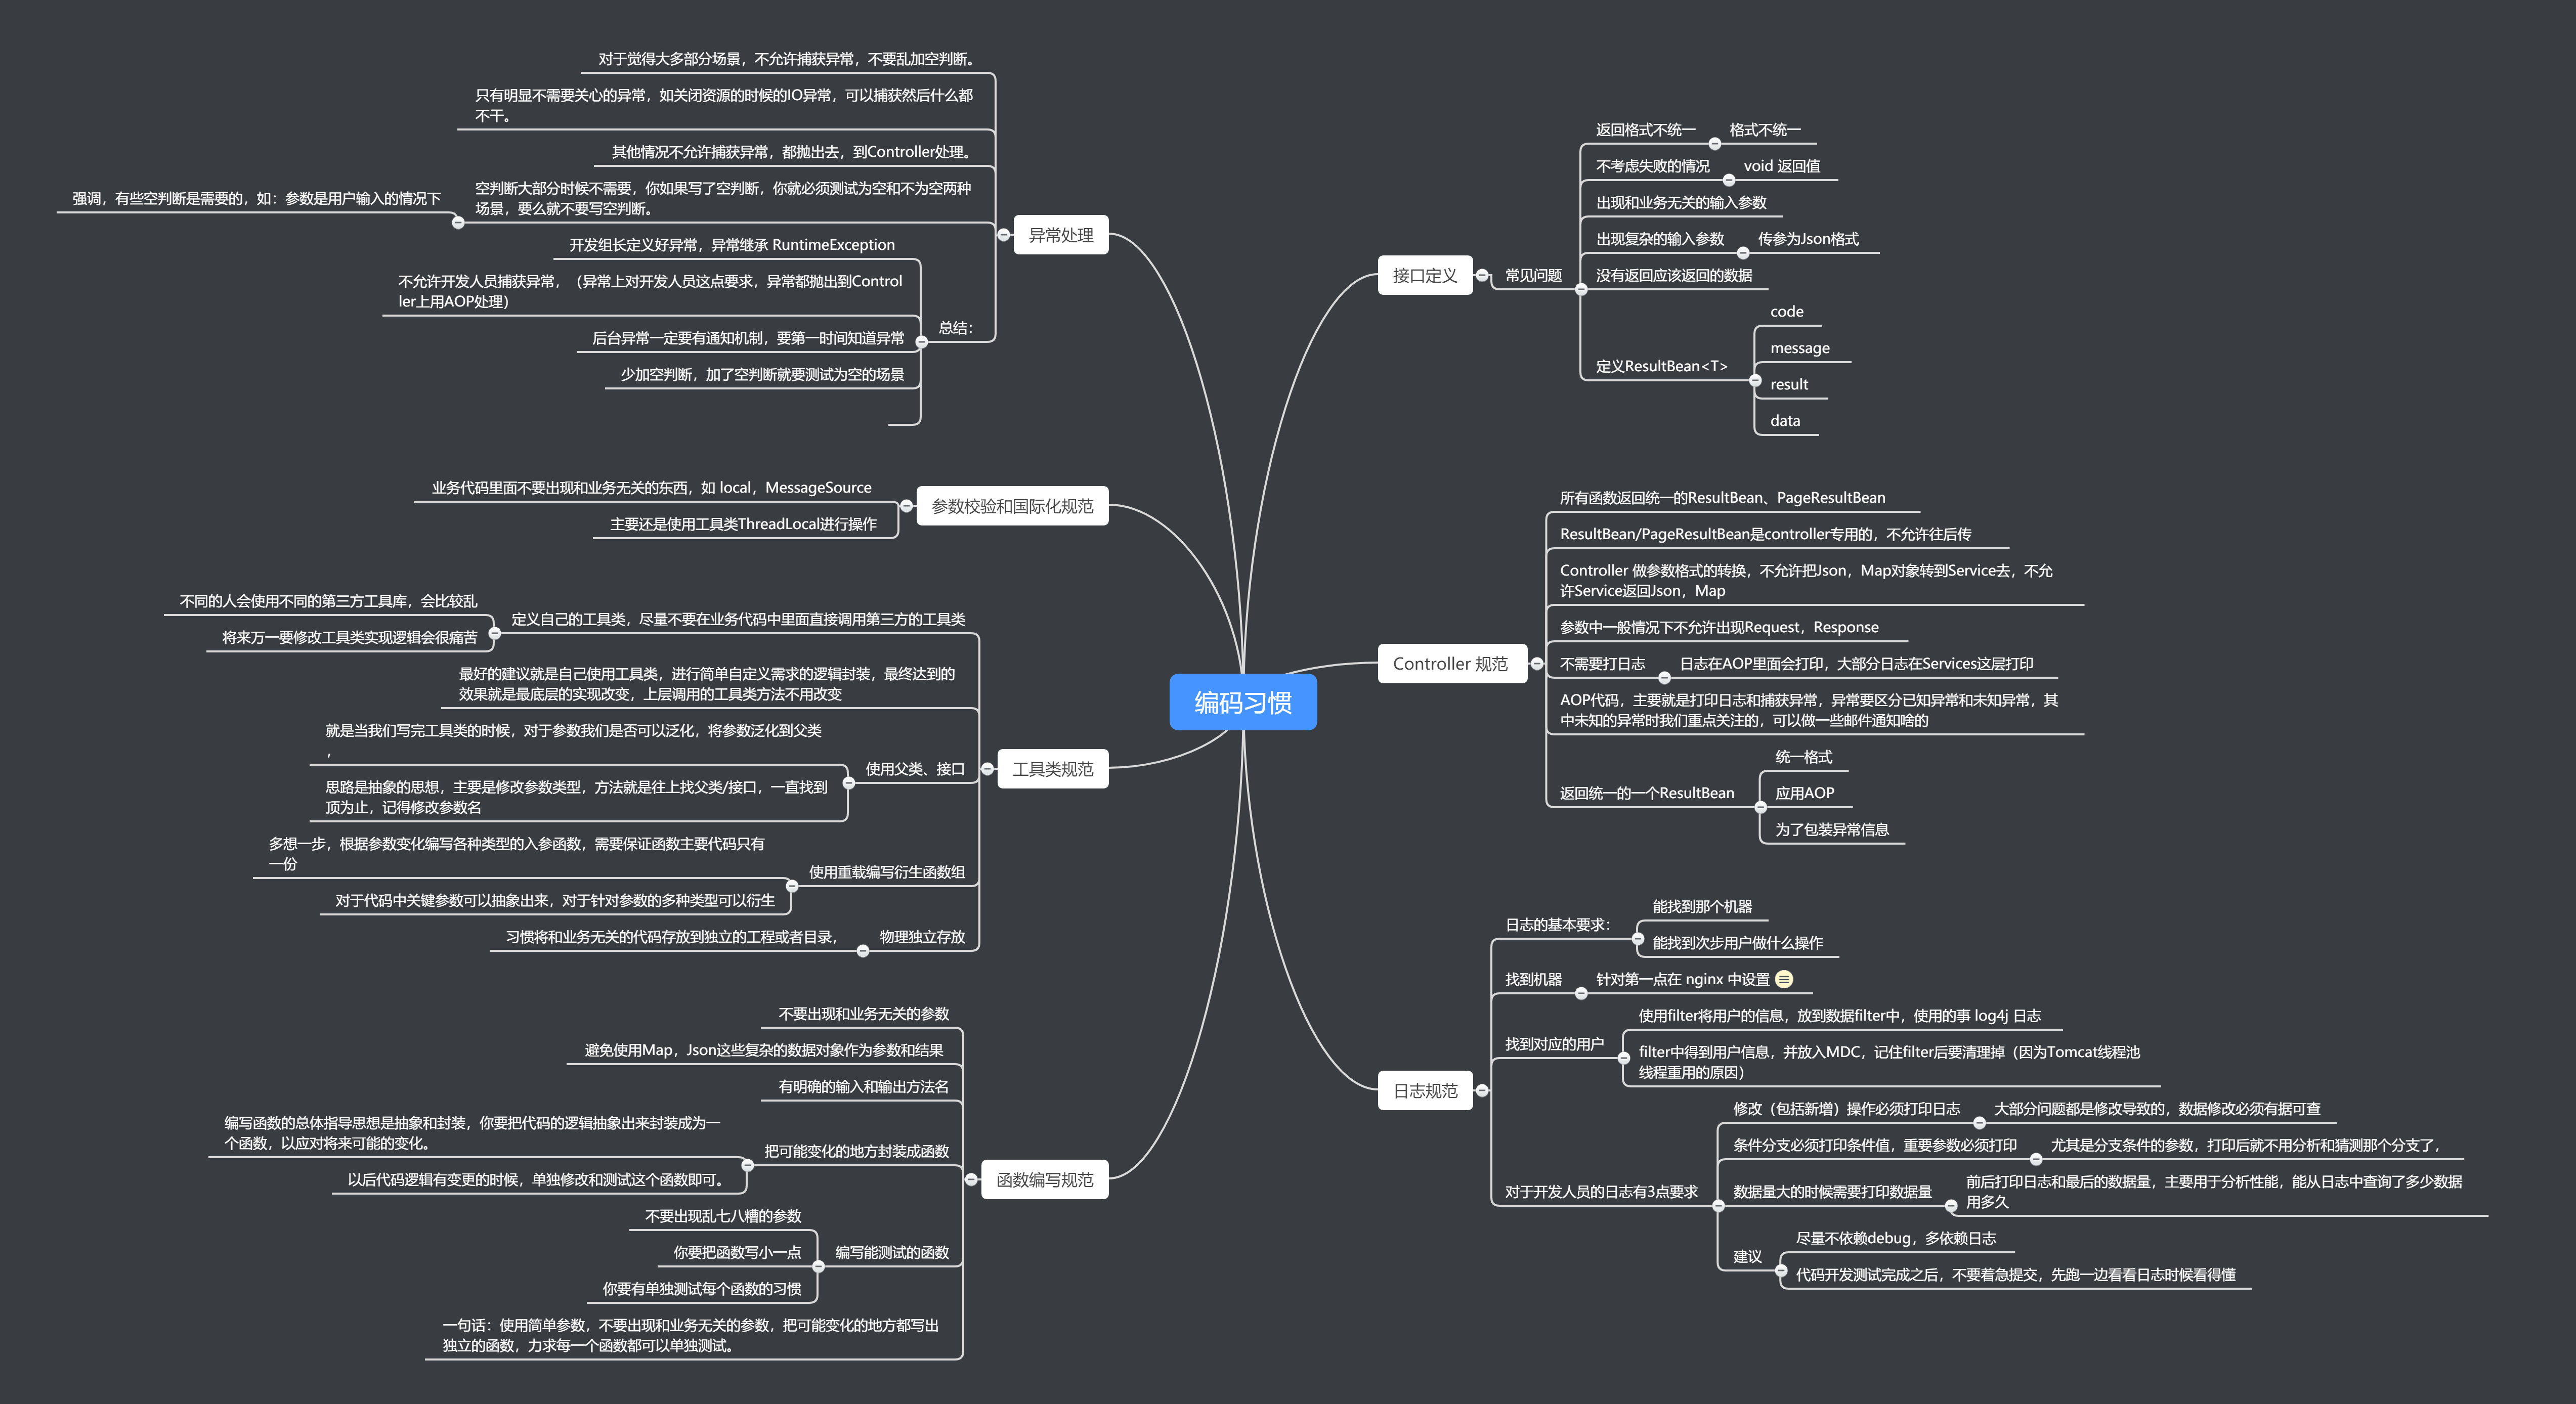 编码习惯
接口定义
常见问题
返回格式不统一
格式不统一
不考虑失败的情况
void 返回值
出现和业务无关的输入参数
出现复杂的输入参数
传参为Json格式
没有返回应该返回的数据
定义ResultBean<T>
code
message
result
data
Controller 规范
所有函数返回统一的ResultBean、PageResultBean
ResultBean/PageResultBean是controller专用的，不允许往后传
Controller 做参数格式的转换，不允许把Json，Map对象转到Service去，不允
许Service返回Json，Map
参数中一般情况下不允许出现Request，Response
不需要打日志
日志在AOP里面会打印，大部分日志在Services这层打印
AOP代码，主要就是打印日志和捕获异常，异常要区分已知异常和未知异常，其
中未知的异常时我们重点关注的，可以做一些邮件通知啥的
返回统一的一个ResultBean
统一格式
应用AOP
为了包装异常信息
日志规范
日志的基本要求：
能找到那个机器
能找到次步用户做什么操作
找到机器
针对第一点在 nginx 中设置
找到对应的用户
使用filter将用户的信息，放到数据filter中，使用的事 log4j 日志
filter中得到用户信息，并放入MDC，记住filter后要清理掉（因为Tomcat线程池
线程重用的原因）
对于开发人员的日志有3点要求
修改（包括新增）操作必须打印日志
大部分问题都是修改导致的，数据修改必须有据可查
条件分支必须打印条件值，重要参数必须打印
尤其是分支条件的参数，打印后就不用分析和猜测那个分支了，
数据量大的时候需要打印数据量
前后打印日志和最后的数据量，主要用于分析性能，能从日志中查询了多少数据
用多久
建议
尽量不依赖debug，多依赖日志
代码开发测试完成之后，不要着急提交，先跑一边看看日志时候看得懂
异常处理
对于觉得大多部分场景，不允许捕获异常，不要乱加空判断。
只有明显不需要关心的异常，如关闭资源的时候的IO异常，可以捕获然后什么都
不干。
其他情况不允许捕获异常，都抛出去，到Controller处理。
空判断大部分时候不需要，你如果写了空判断，你就必须测试为空和不为空两种
场景，要么就不要写空判断。
强调，有些空判断是需要的，如：参数是用户输入的情况下
总结：
开发组长定义好异常，异常继承 RuntimeException
不允许开发人员捕获异常，（异常上对开发人员这点要求，异常都抛出到Control
ler上用AOP处理）
后台异常一定要有通知机制，要第一时间知道异常
少加空判断，加了空判断就要测试为空的场景
参数校验和国际化规范
业务代码里面不要出现和业务无关的东西，如 local，MessageSource
主要还是使用工具类ThreadLocal进行操作
工具类规范
定义自己的工具类，尽量不要在业务代码中里面直接调用第三方的工具类
不同的人会使用不同的第三方工具库，会比较乱
将来万一要修改工具类实现逻辑会很痛苦
最好的建议就是自己使用工具类，进行简单自定义需求的逻辑封装，最终达到的
效果就是最底层的实现改变，上层调用的工具类方法不用改变
使用父类、接口
就是当我们写完工具类的时候，对于参数我们是否可以泛化，将参数泛化到父类
，
思路是抽象的思想，主要是修改参数类型，方法就是往上找父类/接口，一直找到
顶为止，记得修改参数名
使用重载编写衍生函数组
多想一步，根据参数变化编写各种类型的入参函数，需要保证函数主要代码只有
一份
对于代码中关键参数可以抽象出来，对于针对参数的多种类型可以衍生
物理独立存放
习惯将和业务无关的代码存放到独立的工程或者目录，
函数编写规范
不要出现和业务无关的参数
避免使用Map，Json这些复杂的数据对象作为参数和结果
有明确的输入和输出方法名
把可能变化的地方封装成函数
编写函数的总体指导思想是抽象和封装，你要把代码的逻辑抽象出来封装成为一
个函数，以应对将来可能的变化。
以后代码逻辑有变更的时候，单独修改和测试这个函数即可。
编写能测试的函数
不要出现乱七八糟的参数
你要把函数写小一点
你要有单独测试每个函数的习惯
一句话：使用简单参数，不要出现和业务无关的参数，把可能变化的地方都写出
独立的函数，力求每一个函数都可以单独测试。